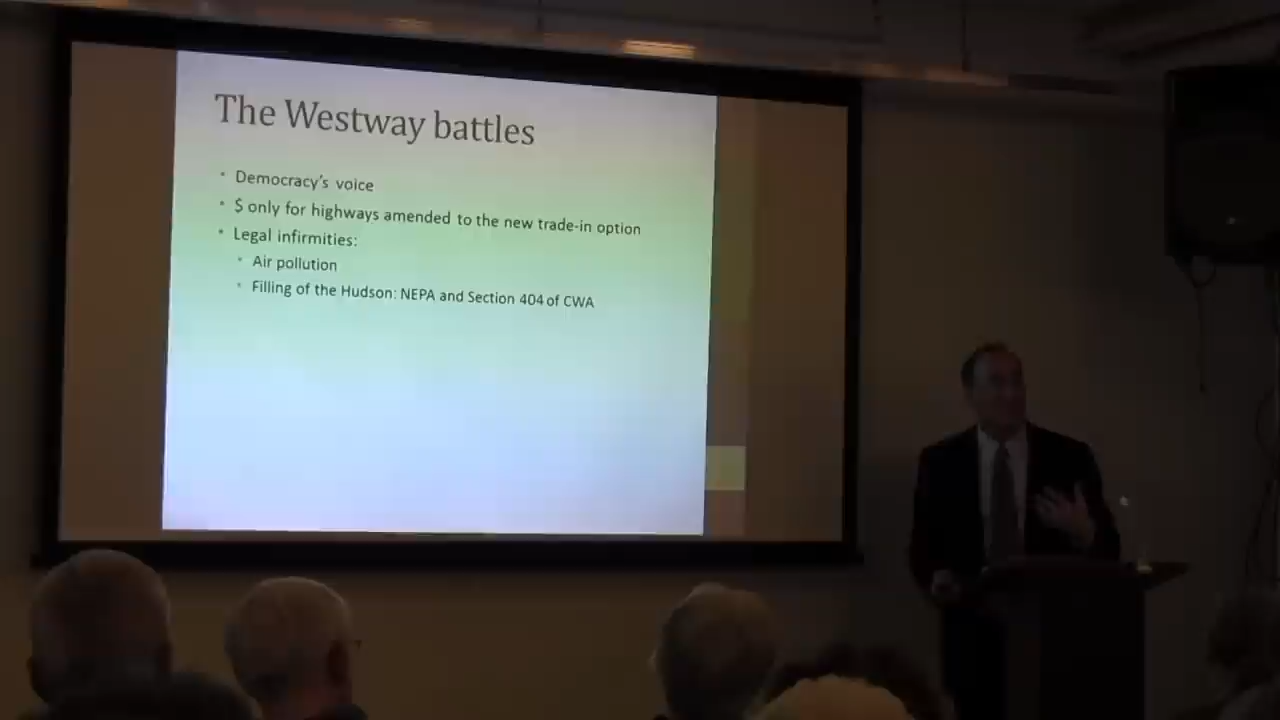 The Westway battles
• Democracy's voice
• $ only for highways amended to the new trade-in option
• Legal infirmities:
• Air pollution
• Filling of the Hudson: NEPA and Section 404 of CWA